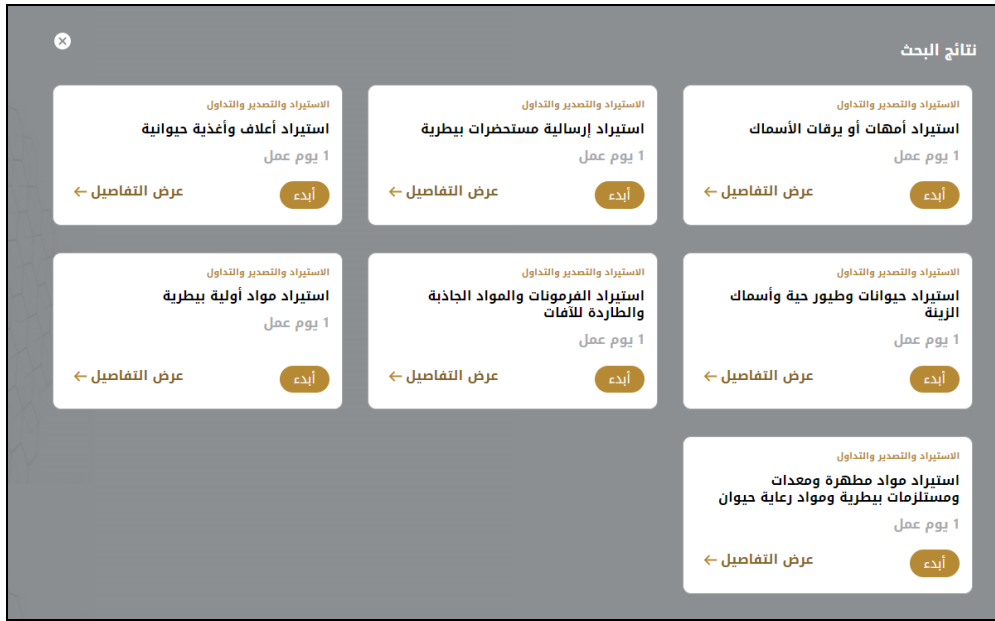 نتائج البحث
الاستيراد والتصدير والتداول
استيراد أمهات أو يرقات الأسماك
1 يوم عمل
أبدء
عرض التفاصيل ←
الاستيراد والتصدير والتداول
استيراد إرسالية مستحضرات بيطرية
1 يوم عمل
أبدء
عرض التفاصيل ←
الاستيراد والتصدير والتداول
استيراد أعلاف وأغذية حيوانية
1 يوم عمل
أبدء
عرض التفاصيل ←
الاستيراد والتصدير والتداول
استيراد حيوانات وطيور حية وأسماك
الزينة
1 يوم عمل
أبدء
عرض التفاصيل ←
الاستيراد والتصدير والتداول
استيراد الفرمونات والمواد الجاذبة
والطاردة للآفات
1 يوم عمل
أبدء
عرض التفاصيل ←
الاستيراد والتصدير والتداول
استيراد مواد أولية بيطرية
1 يوم عمل
أبدء
عرض التفاصيل ←
الاستيراد والتصدير والتداول
استيراد مواد مطهرة ومعدات
ومستلزمات بيطرية ومواد رعاية حيوان
1 يوم عمل
أبدء
عرض التفاصيل ←